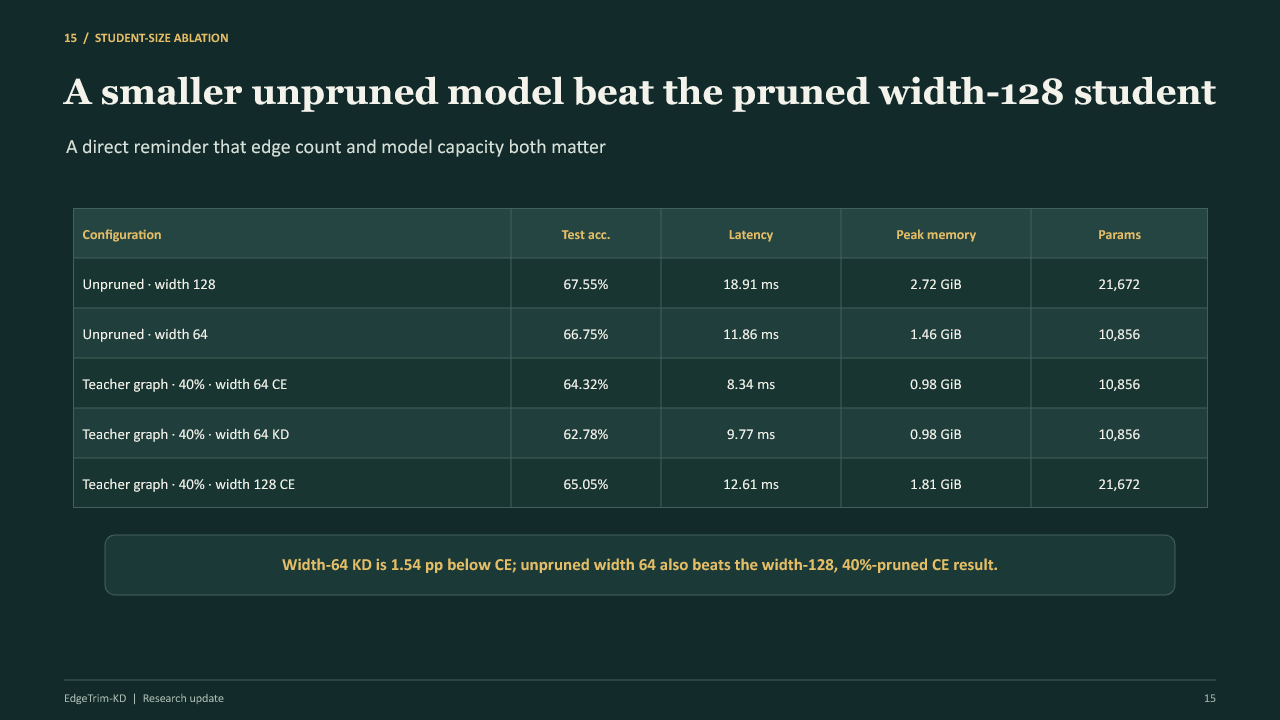 15 / STUDENT-SIZE ABLATION
A smaller unpruned model beat the pruned width-128 student
A direct reminder that edge count and model capacity both matter
Configuration Test acc. Latency Peak memory Params
Unpruned · width 128 67.55% 18.91 ms 2.72 GiB 21,672
Unpruned · width 64 66.75% 11.86 ms 1.46 GiB 10,856
Teacher graph · 40% · width 64 CE 64.32% 8.34 ms 0.98 GiB 10,856
Teacher graph · 40% · width 64 KD 62.78% 9.77 ms 0.98 GiB 10,856
Teacher graph · 40% · width 128 CE 65.05% 12.61 ms 1.81 GiB 21,672
Width-64 KD is 1.54 pp below CE; unpruned width 64 also beats the width-128, 40%-pruned CE result.
EdgeTrim-KD | Research update 15